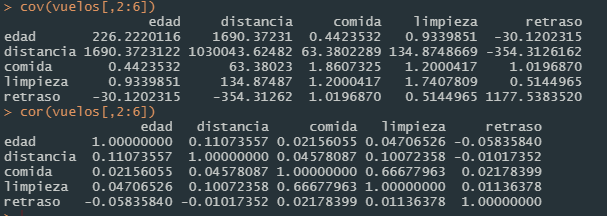 > cov(vuelos[,2:6])
edad distancia comida limpieza retraso
edad 226.2220116 1690.37231 0.4423532 0.9339851 -30.1202315
distancia 1690.3723122 1030043.62482 63.3802289 134.8748669 -354.3126162
comida 0.4423532 63.38023 1.8607325 1.2000417 1.0196870
limpieza 0.9339851 134.87487 1.2000417 1.7407809 0.5144965
retraso -30.1202315 -354.31262 1.0196870 0.5144965 1177.5383520
> cor(vuelos[,2:6])
edad distancia comida limpieza retraso
edad 1.00000000 0.11073557 0.02156055 0.04706526 -0.05835840
distancia 0.11073557 1.00000000 0.04578087 0.10072358 -0.01017352
comida 0.02156055 0.04578087 1.00000000 0.66677963 0.02178399
limpieza 0.04706526 0.10072358 0.66677963 1.00000000 0.01136378
retraso -0.05835840 -0.01017352 0.02178399 0.01136378 1.00000000